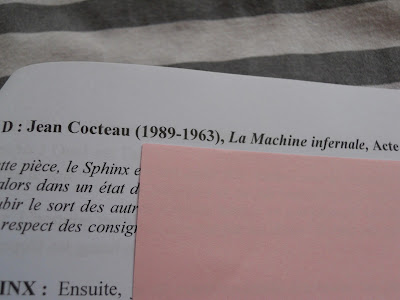 D : Jean Cocteau (1989-1963), La Machine infernale, Acte
tte pièce, le Sphinx e
alors dans un état d
ubir le sort des autr
respect des consign
INX : Ensuite,